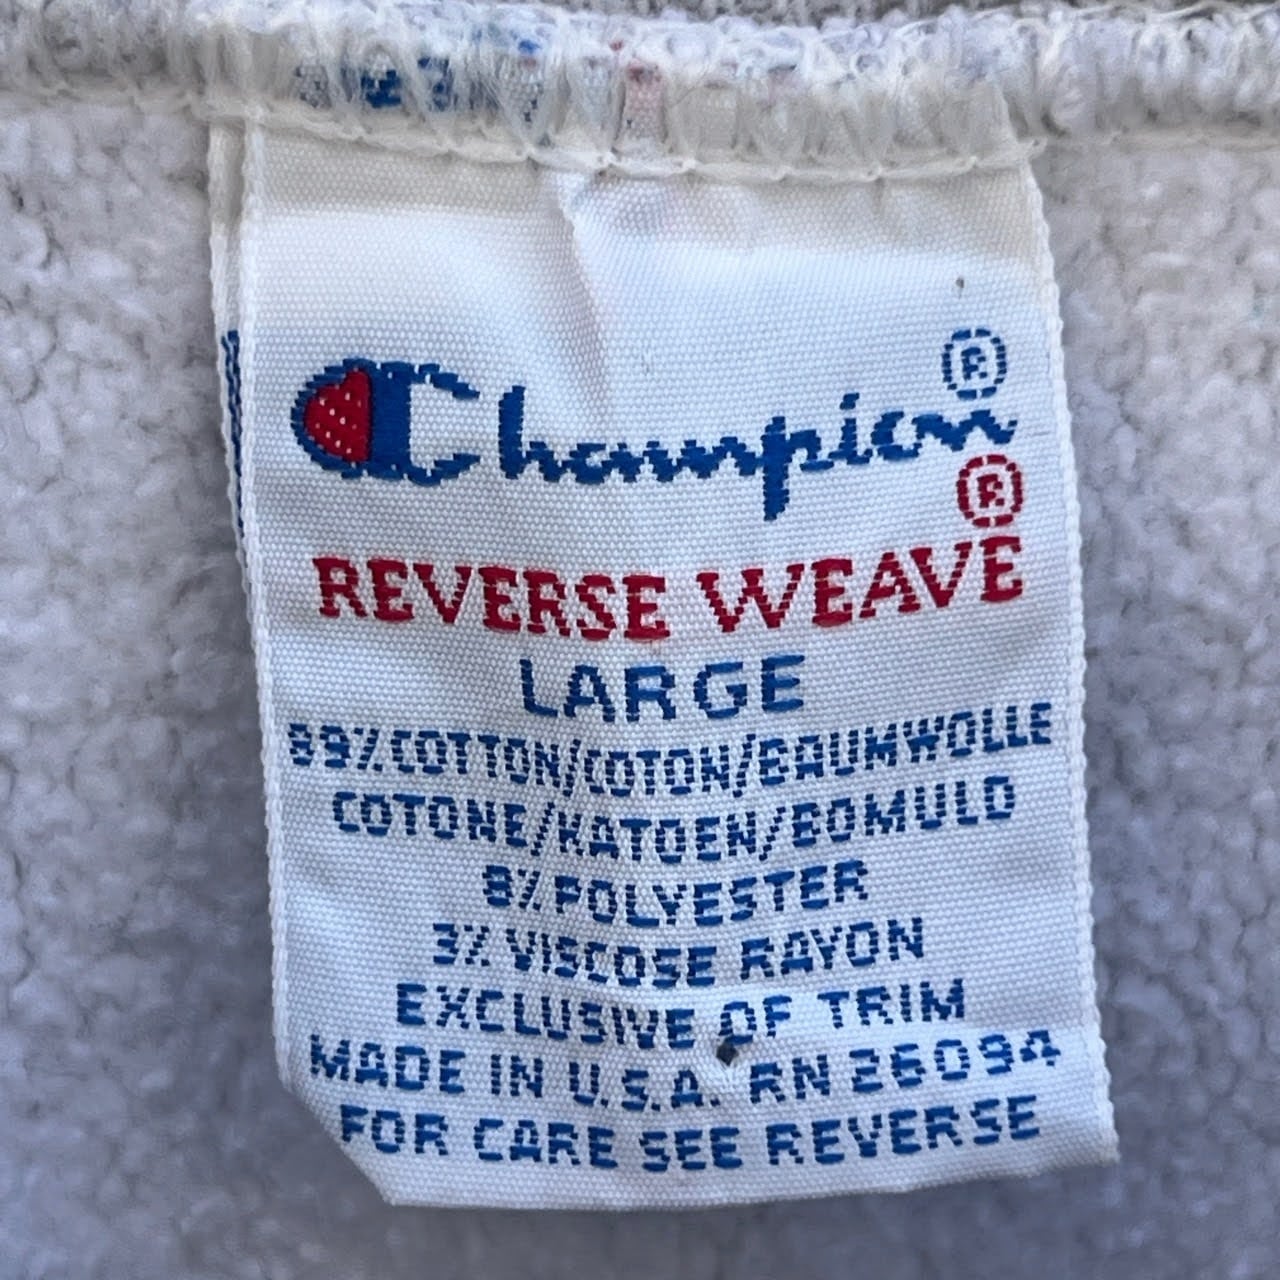 Champion®
REVERSE WEAVE®
LARGE
89% COTTON/COTON/BAUMWOLLE
COTONE/KATOEN/BOMULD
8% POLYESTER
3% VISCOSE RAYON
EXCLUSIVE OF TRIM
MADE IN U.S.A. RN 26094
FOR CARE SEE REVERSE